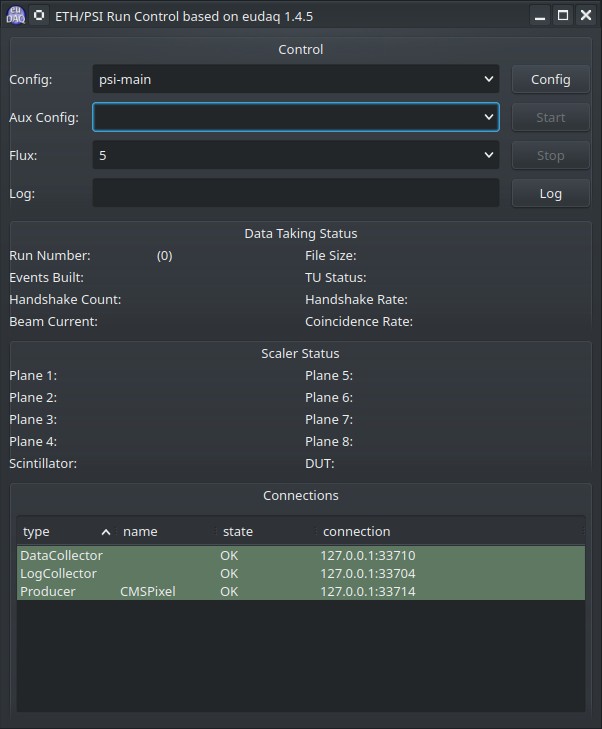 eu DAQ ETH/PSI Run Control based on eudaq 1.4.5
Control
Config: psi-main Config
Aux Config: Start
Flux: 5 Stop
Log: Log
Data Taking Status
Run Number: (0) File Size:
Events Built: TU Status:
Handshake Count: Handshake Rate:
Beam Current: Coincidence Rate:
Scaler Status
Plane 1: Plane 5:
Plane 2: Plane 6:
Plane 3: Plane 7:
Plane 4: Plane 8:
Scintillator: DUT:
Connections
type name state connection
DataCollector OK 127.0.0.1:33710
LogCollector OK 127.0.0.1:33704
Producer CMSPixel OK 127.0.0.1:33714